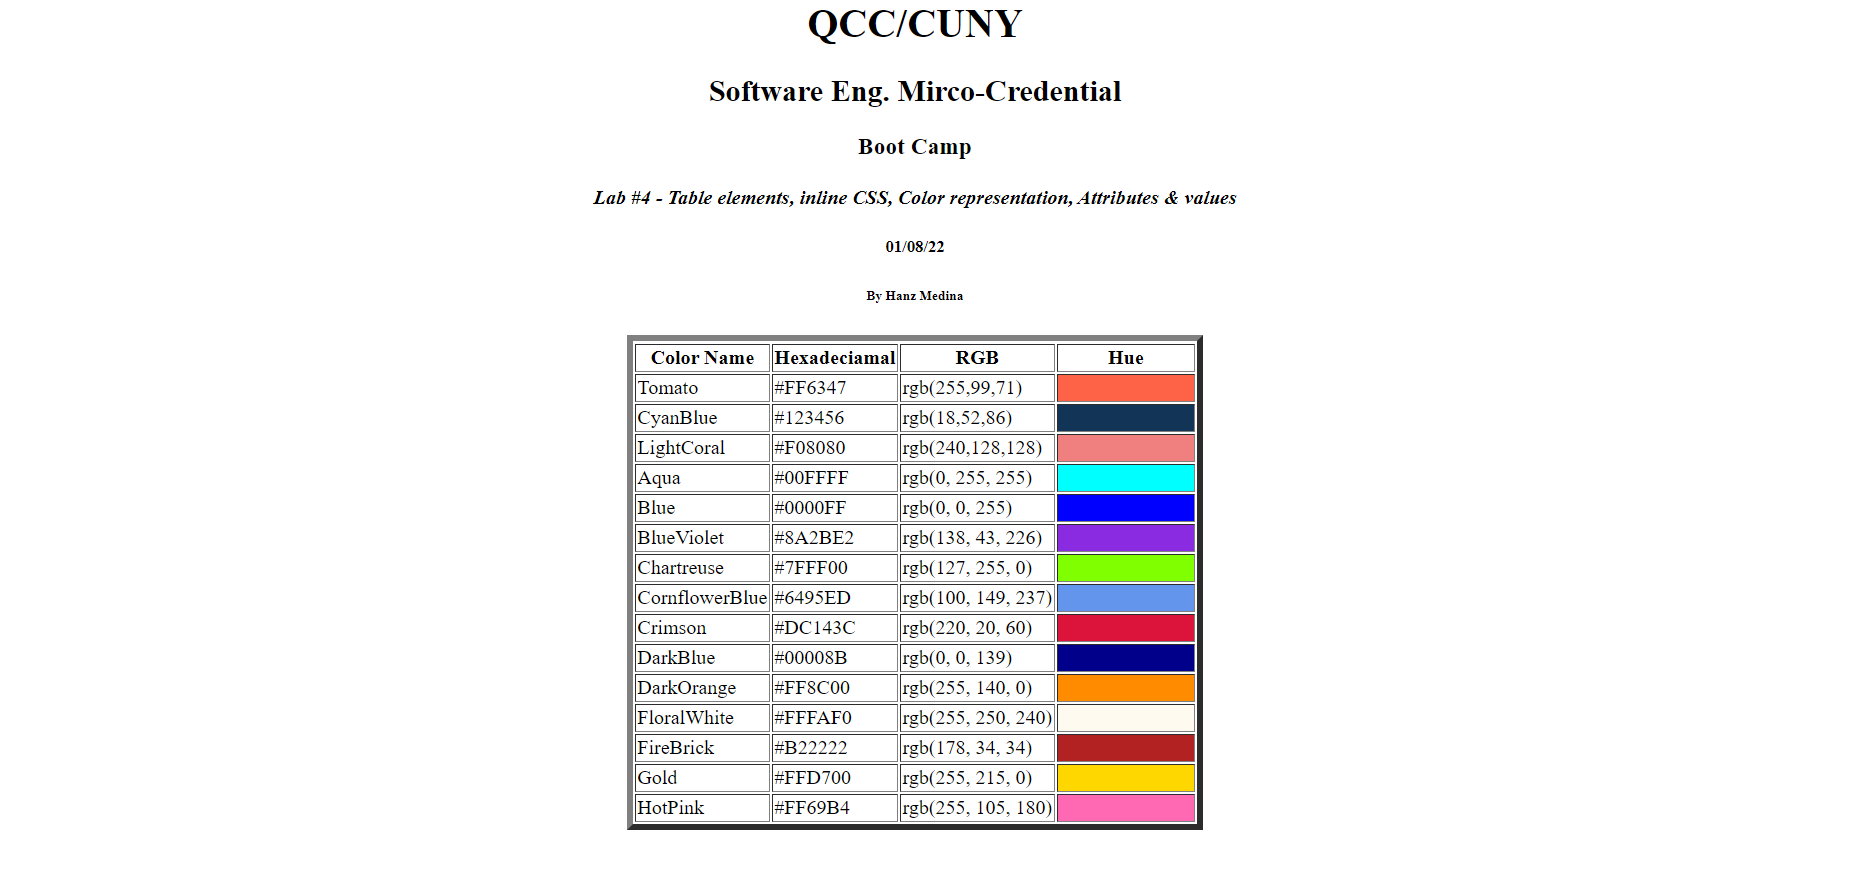 QCC/CUNY
Software Eng. Mirco-Credential
Boot Camp
Lab #4 - Table elements, inline CSS, Color representation, Attributes & values
01/08/22
By Hanz Medina
Color Name Hexadeciamal RGB Hue
Tomato #FF6347 rgb(255,99,71)
CyanBlue #123456 rgb(18,52,86)
LightCoral #F08080 rgb(240,128,128)
Aqua #00FFFF rgb(0, 255, 255)
Blue #0000FF rgb(0, 0, 255)
BlueViolet #8A2BE2 rgb(138, 43, 226)
Chartreuse #7FFF00 rgb(127, 255, 0)
CornflowerBlue #6495ED rgb(100, 149, 237)
Crimson #DC143C rgb(220, 20, 60)
DarkBlue #00008B rgb(0, 0, 139)
DarkOrange #FF8C00 rgb(255, 140, 0)
FloralWhite #FFFAF0 rgb(255, 250, 240)
FireBrick #B22222 rgb(178, 34, 34)
Gold #FFD700 rgb(255, 215, 0)
HotPink #FF69B4 rgb(255, 105, 180)